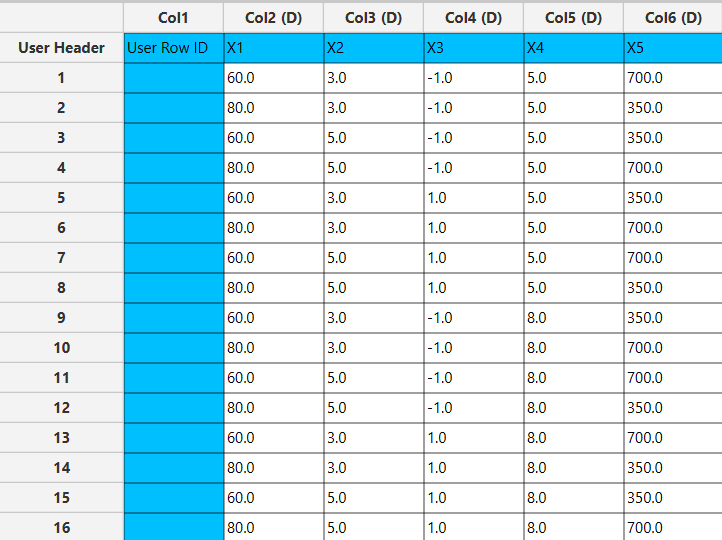 Col1 Col2 (D) Col3 (D) Col4 (D) Col5 (D) Col6 (D)
User Header User Row ID X1 X2 X3 X4 X5
1 60.0 3.0 -1.0 5.0 700.0
2 80.0 3.0 -1.0 5.0 350.0
3 60.0 5.0 -1.0 5.0 350.0
4 80.0 5.0 -1.0 5.0 700.0
5 60.0 3.0 1.0 5.0 350.0
6 80.0 3.0 1.0 5.0 700.0
7 60.0 5.0 1.0 5.0 700.0
8 80.0 5.0 1.0 5.0 350.0
9 60.0 3.0 -1.0 8.0 350.0
10 80.0 3.0 -1.0 8.0 700.0
11 60.0 5.0 -1.0 8.0 700.0
12 80.0 5.0 -1.0 8.0 350.0
13 60.0 3.0 1.0 8.0 700.0
14 80.0 3.0 1.0 8.0 350.0
15 60.0 5.0 1.0 8.0 350.0
16 80.0 5.0 1.0 8.0 700.0